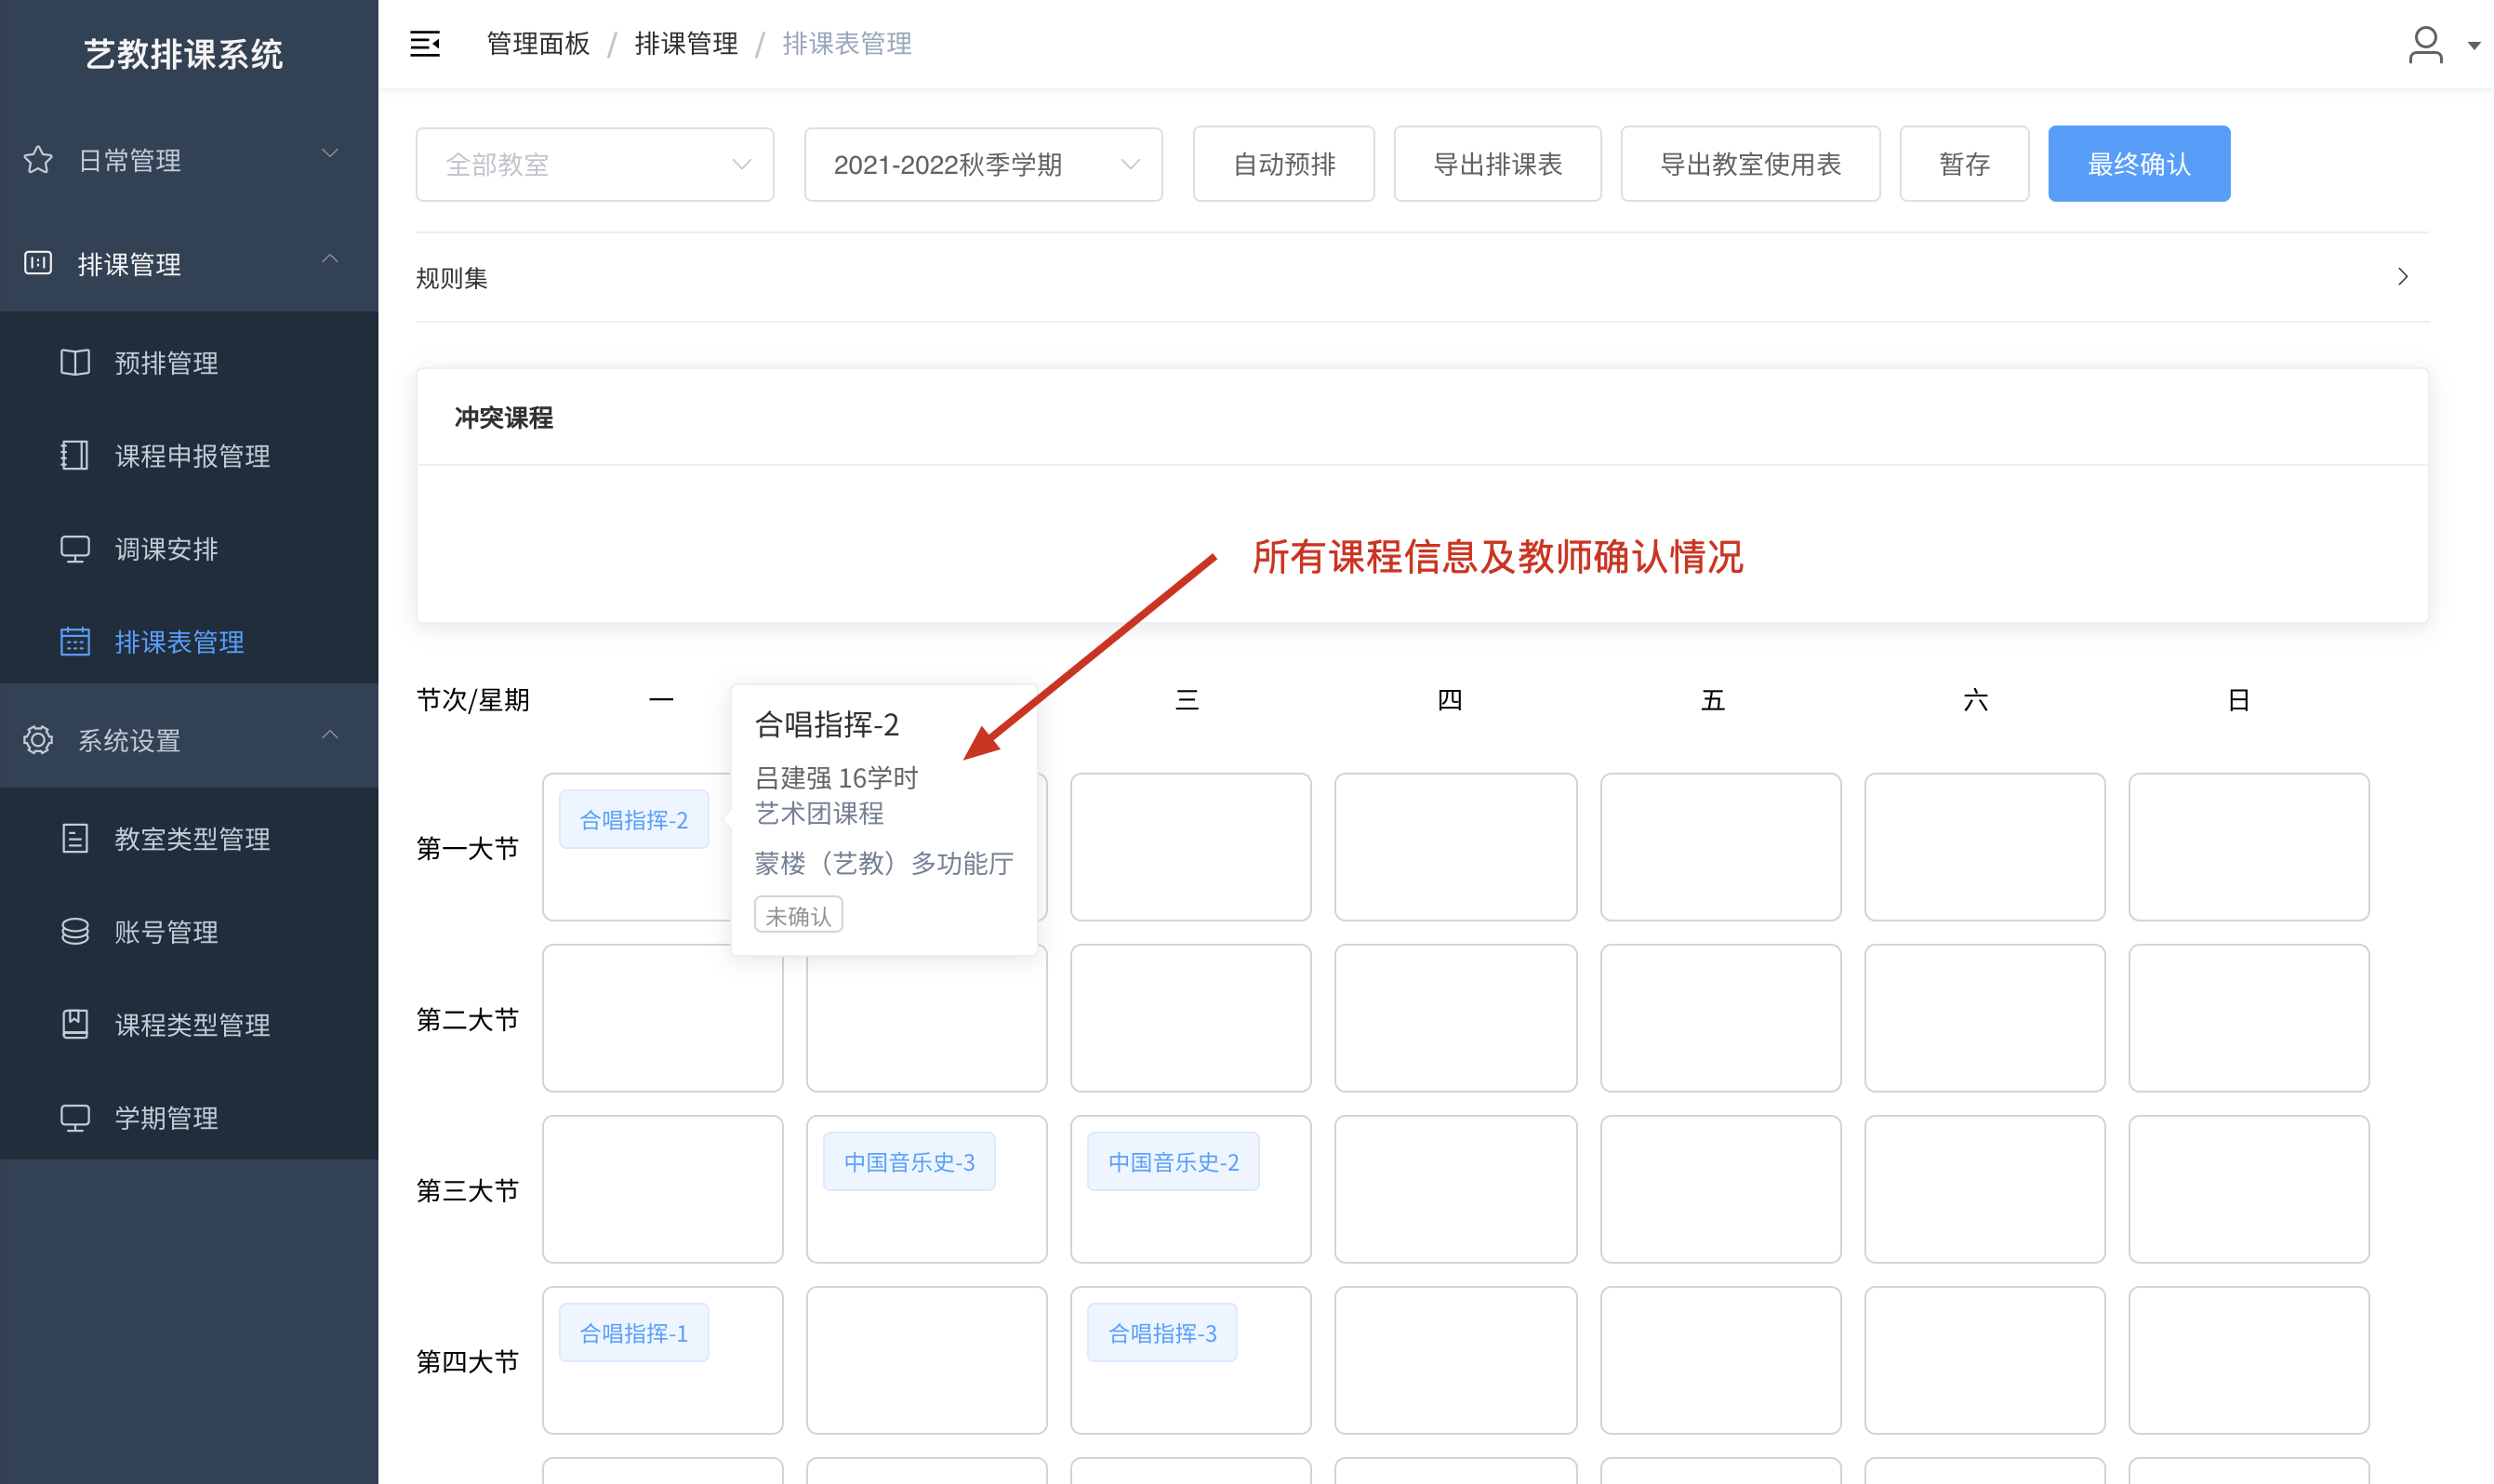 艺教排课系统
日常管理
排课管理
预排管理
课程申报管理
调课安排
排课表管理
系统设置
教室类型管理
账号管理
课程类型管理
学期管理
管理面板 / 排课管理 / 排课表管理
全部教室
2021-2022秋季学期
自动预排
导出排课表
导出教室使用表
暂存
最终确认
规则集
冲突课程
所有课程信息及教师确认情况
节次/星期 一 三 四 五 六 日
合唱指挥-2
吕建强 16学时
艺术团课程
蒙楼（艺教）多功能厅
未确认
第一大节 合唱指挥-2
第二大节
第三大节 中国音乐史-3 中国音乐史-2
第四大节 合唱指挥-1 合唱指挥-3